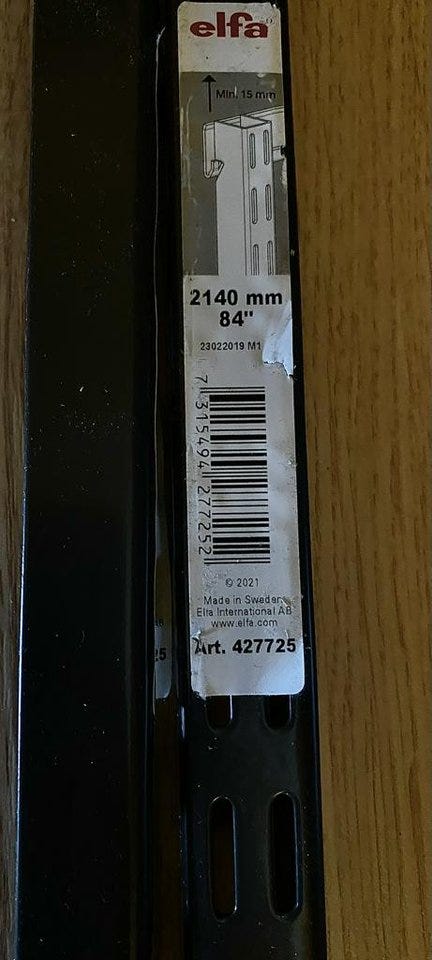 elfa®
Min. 15 mm
2140 mm
84"
23022019 M1
7 315494 277252
© 2021
Made in Sweden
Elfa International AB
www.elfa.com
Art. 427725
25